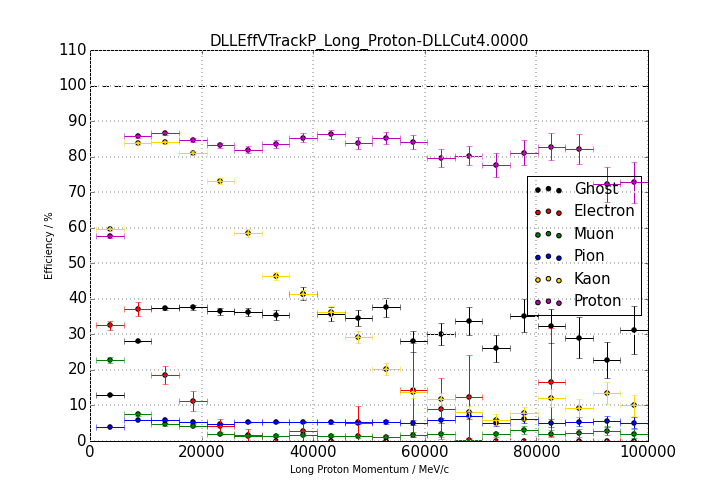 DLLEffVTrackP_Long_Proton-DLLCut4.0000
110
100
90
80
70
60
50
40
30
20
10
0
Efficiency / %
Ghost
Electron
Muon
Pion
Kaon
Proton
0 20000 40000 60000 80000 100000
Long Proton Momentum / MeV/c